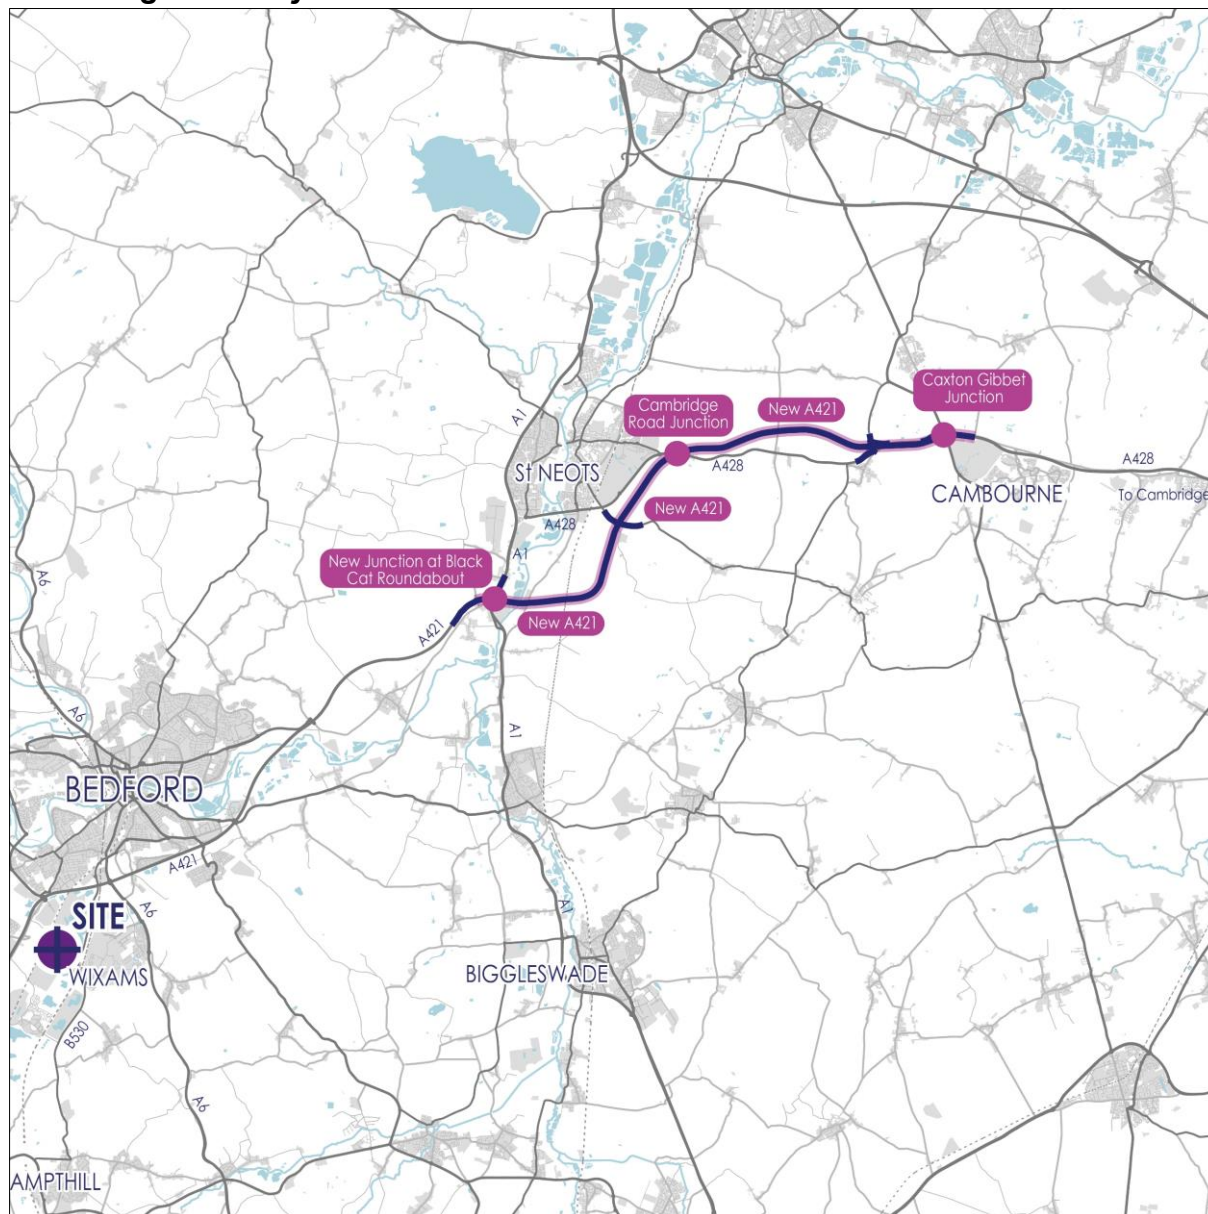 Caxton Gibbet
Junction
Cambridge
Road Junction
New A421
A1
A428
A428
St NEOTS
CAMBOURNE
To Cambridge
New A421
A428
A1
New Junction at Black
Cat Roundabout
A6
New A421
A421
A6
A1
BEDFORD
A421
A1
SITE
A6
WIXAMS
BIGGLESWADE
B530
A6
AMPTHILL